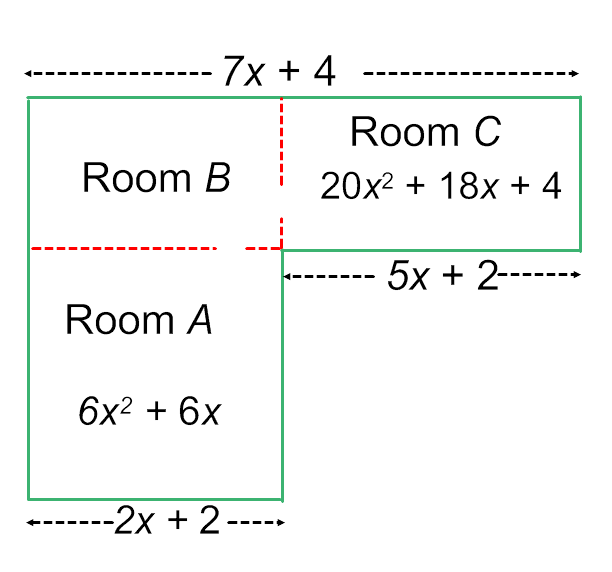 7x + 4
Room C
Room B
20x² + 18x + 4
5x + 2
Room A
6x² + 6x
2x + 2